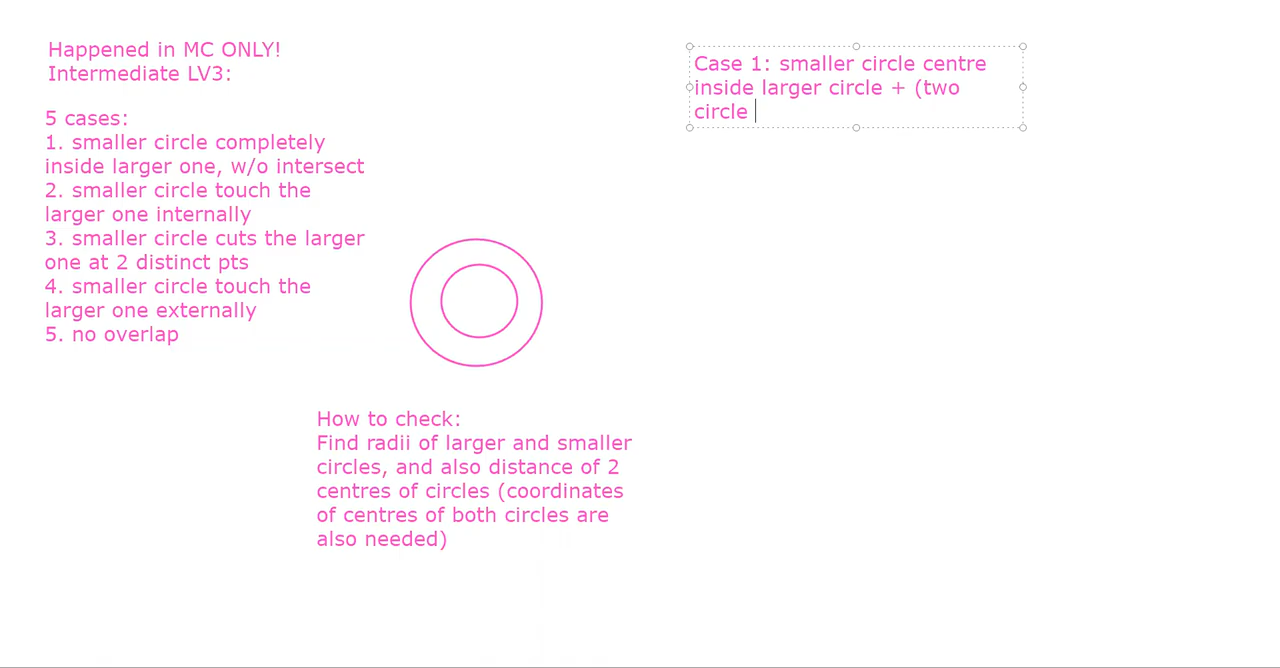 Happened in MC ONLY!
Intermediate LV3:
5 cases:
1. smaller circle completely
inside larger one, w/o intersect
2. smaller circle touch the
larger one internally
3. smaller circle cuts the larger
one at 2 distinct pts
4. smaller circle touch the
larger one externally
5. no overlap
How to check:
Find radii of larger and smaller
circles, and also distance of 2
centres of circles (coordinates
of centres of both circles are
also needed)
Case 1: smaller circle centre
inside larger circle + (two
circle